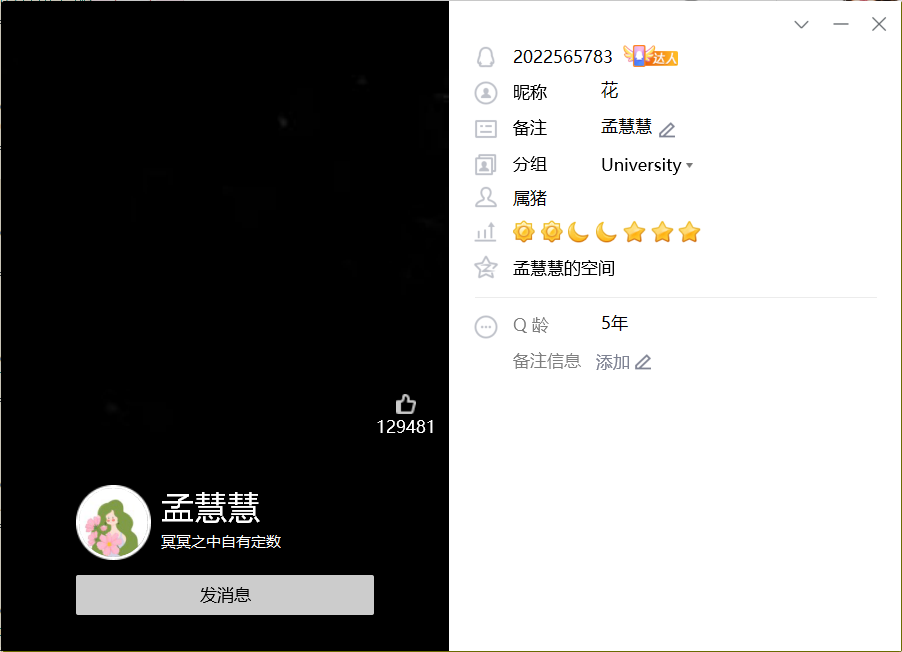 129481
孟慧慧
冥冥之中自有定数
发消息
2022565783 达人
昵称 花
备注 孟慧慧
分组 University
属猪
孟慧慧的空间
Q 龄 5年
备注信息 添加